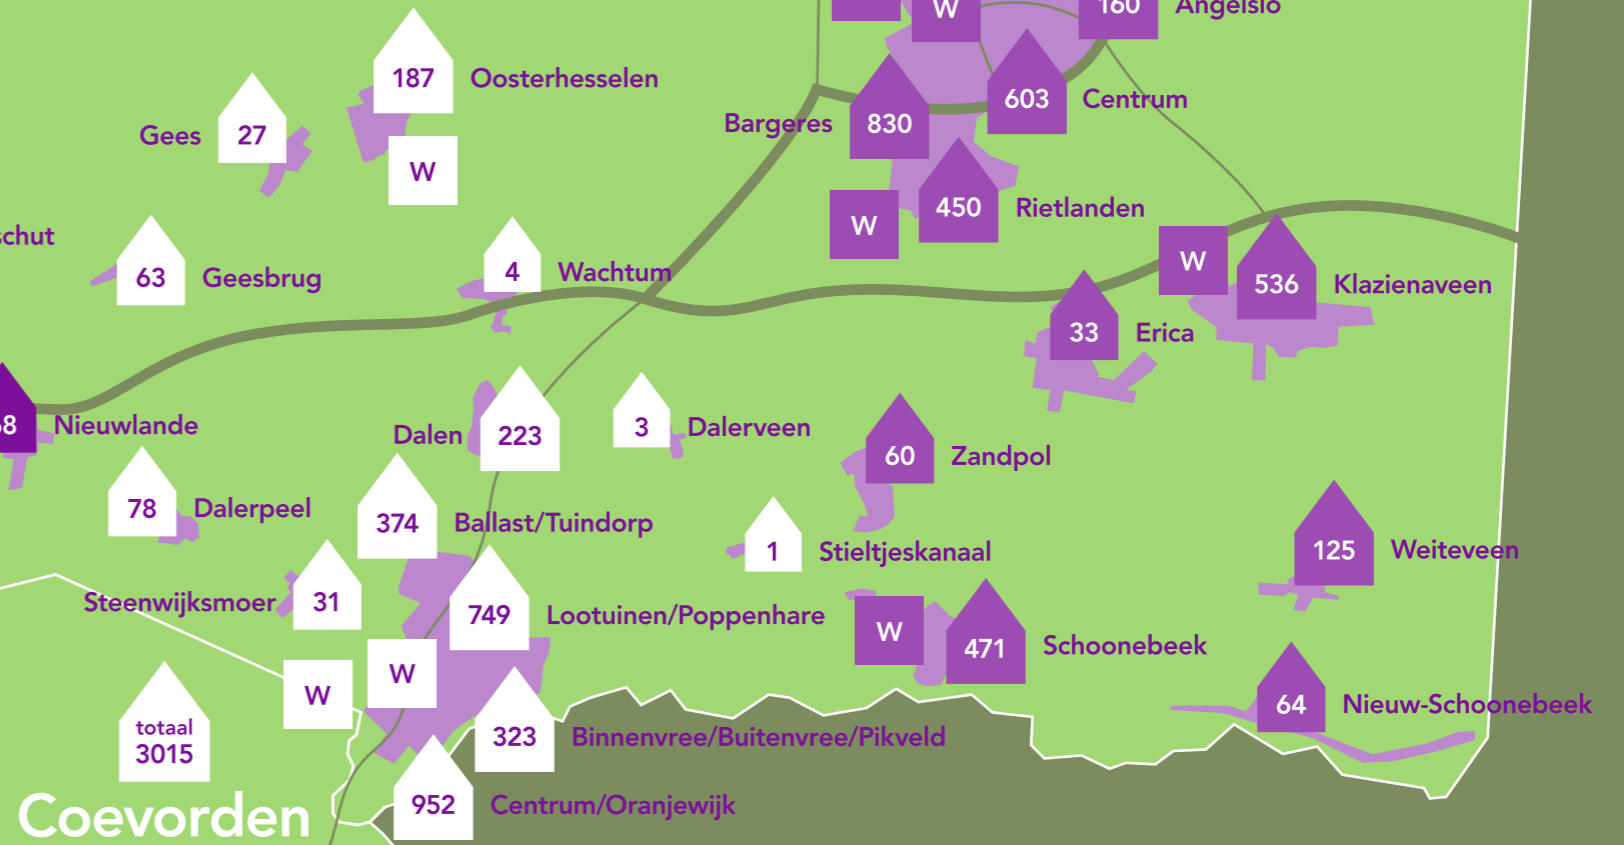 W
160
Angelslo
187
Oosterhesselen
Gees
27
W
603
Centrum
Bargeres
830
450
Rietlanden
W
schut
63
Geesbrug
4
Wachtum
W
536
Klazienaveen
33
Erica
Nieuwlande
Dalen
223
3
Dalerveen
60
Zandpol
78
Dalerpeel
374
Ballast/Tuindorp
1
Stieltjeskanaal
125
Weiteveen
Steenwijksmoer
31
749
Lootuinen/Poppenhare
W
471
Schoonebeek
W
W
64
Nieuw-Schoonebeek
totaal
3015
323
Binnenvree/Buitenvree/Pikveld
952
Centrum/Oranjewijk
Coevorden